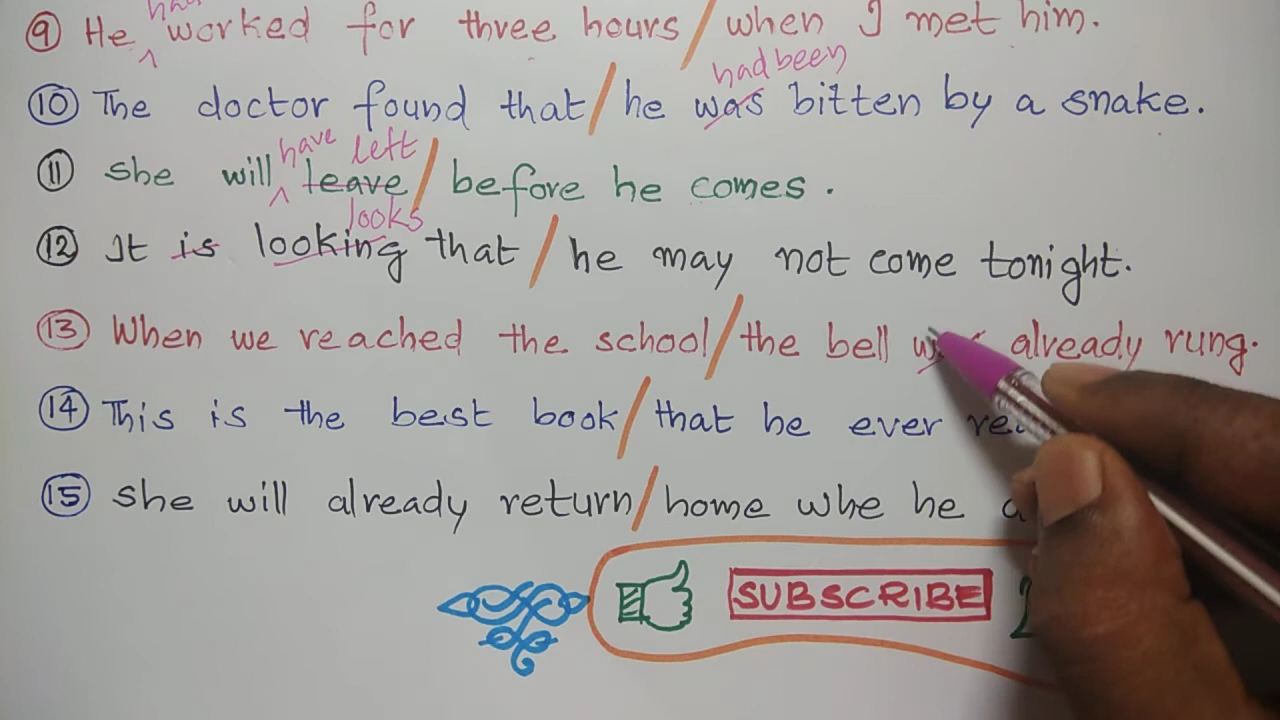 ⑨ He worked for three hours / when I met him.
had been
⑩ The doctor found that / he was bitten by a snake.
have left
⑪ she will leave / before he comes.
looks
⑫ It is looking that / he may not come tonight.
⑬ When we reached the school / the bell was already rung.
⑭ This is the best book / that he ever
⑮ she will already return / home whe he
SUBSCRIBE